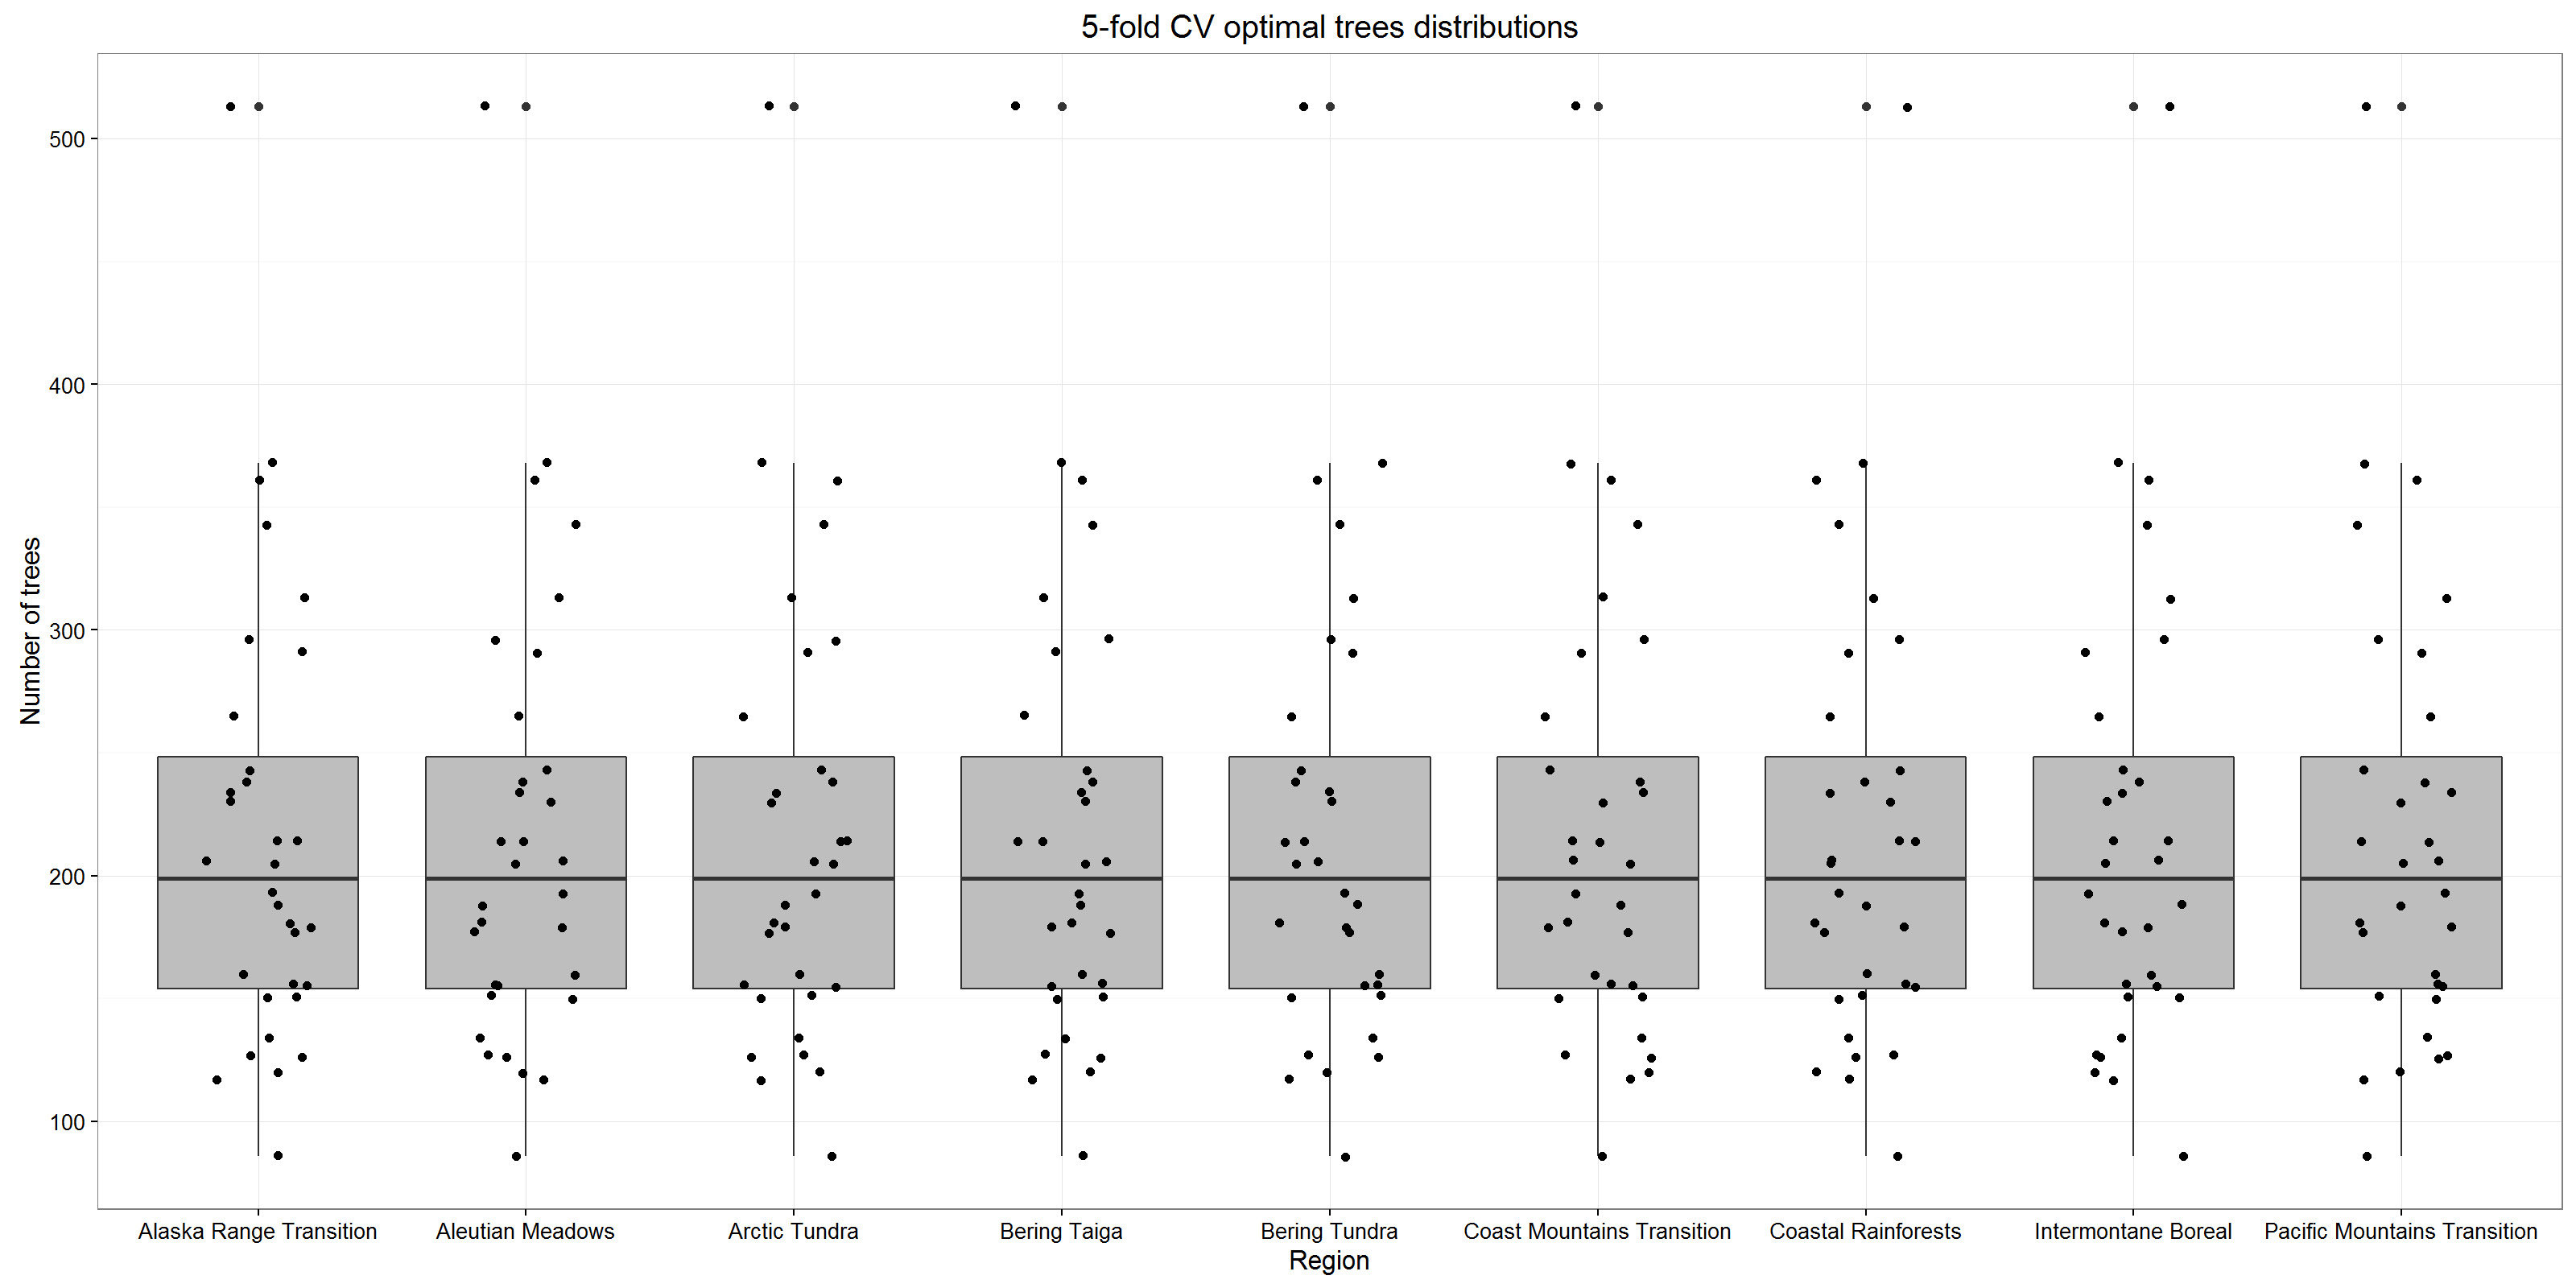 5-fold CV optimal trees distributions
Number of trees
500
400
300
200
100
Alaska Range Transition
Aleutian Meadows
Arctic Tundra
Bering Taiga
Bering Tundra
Coast Mountains Transition
Coastal Rainforests
Intermontane Boreal
Pacific Mountains Transition
Region